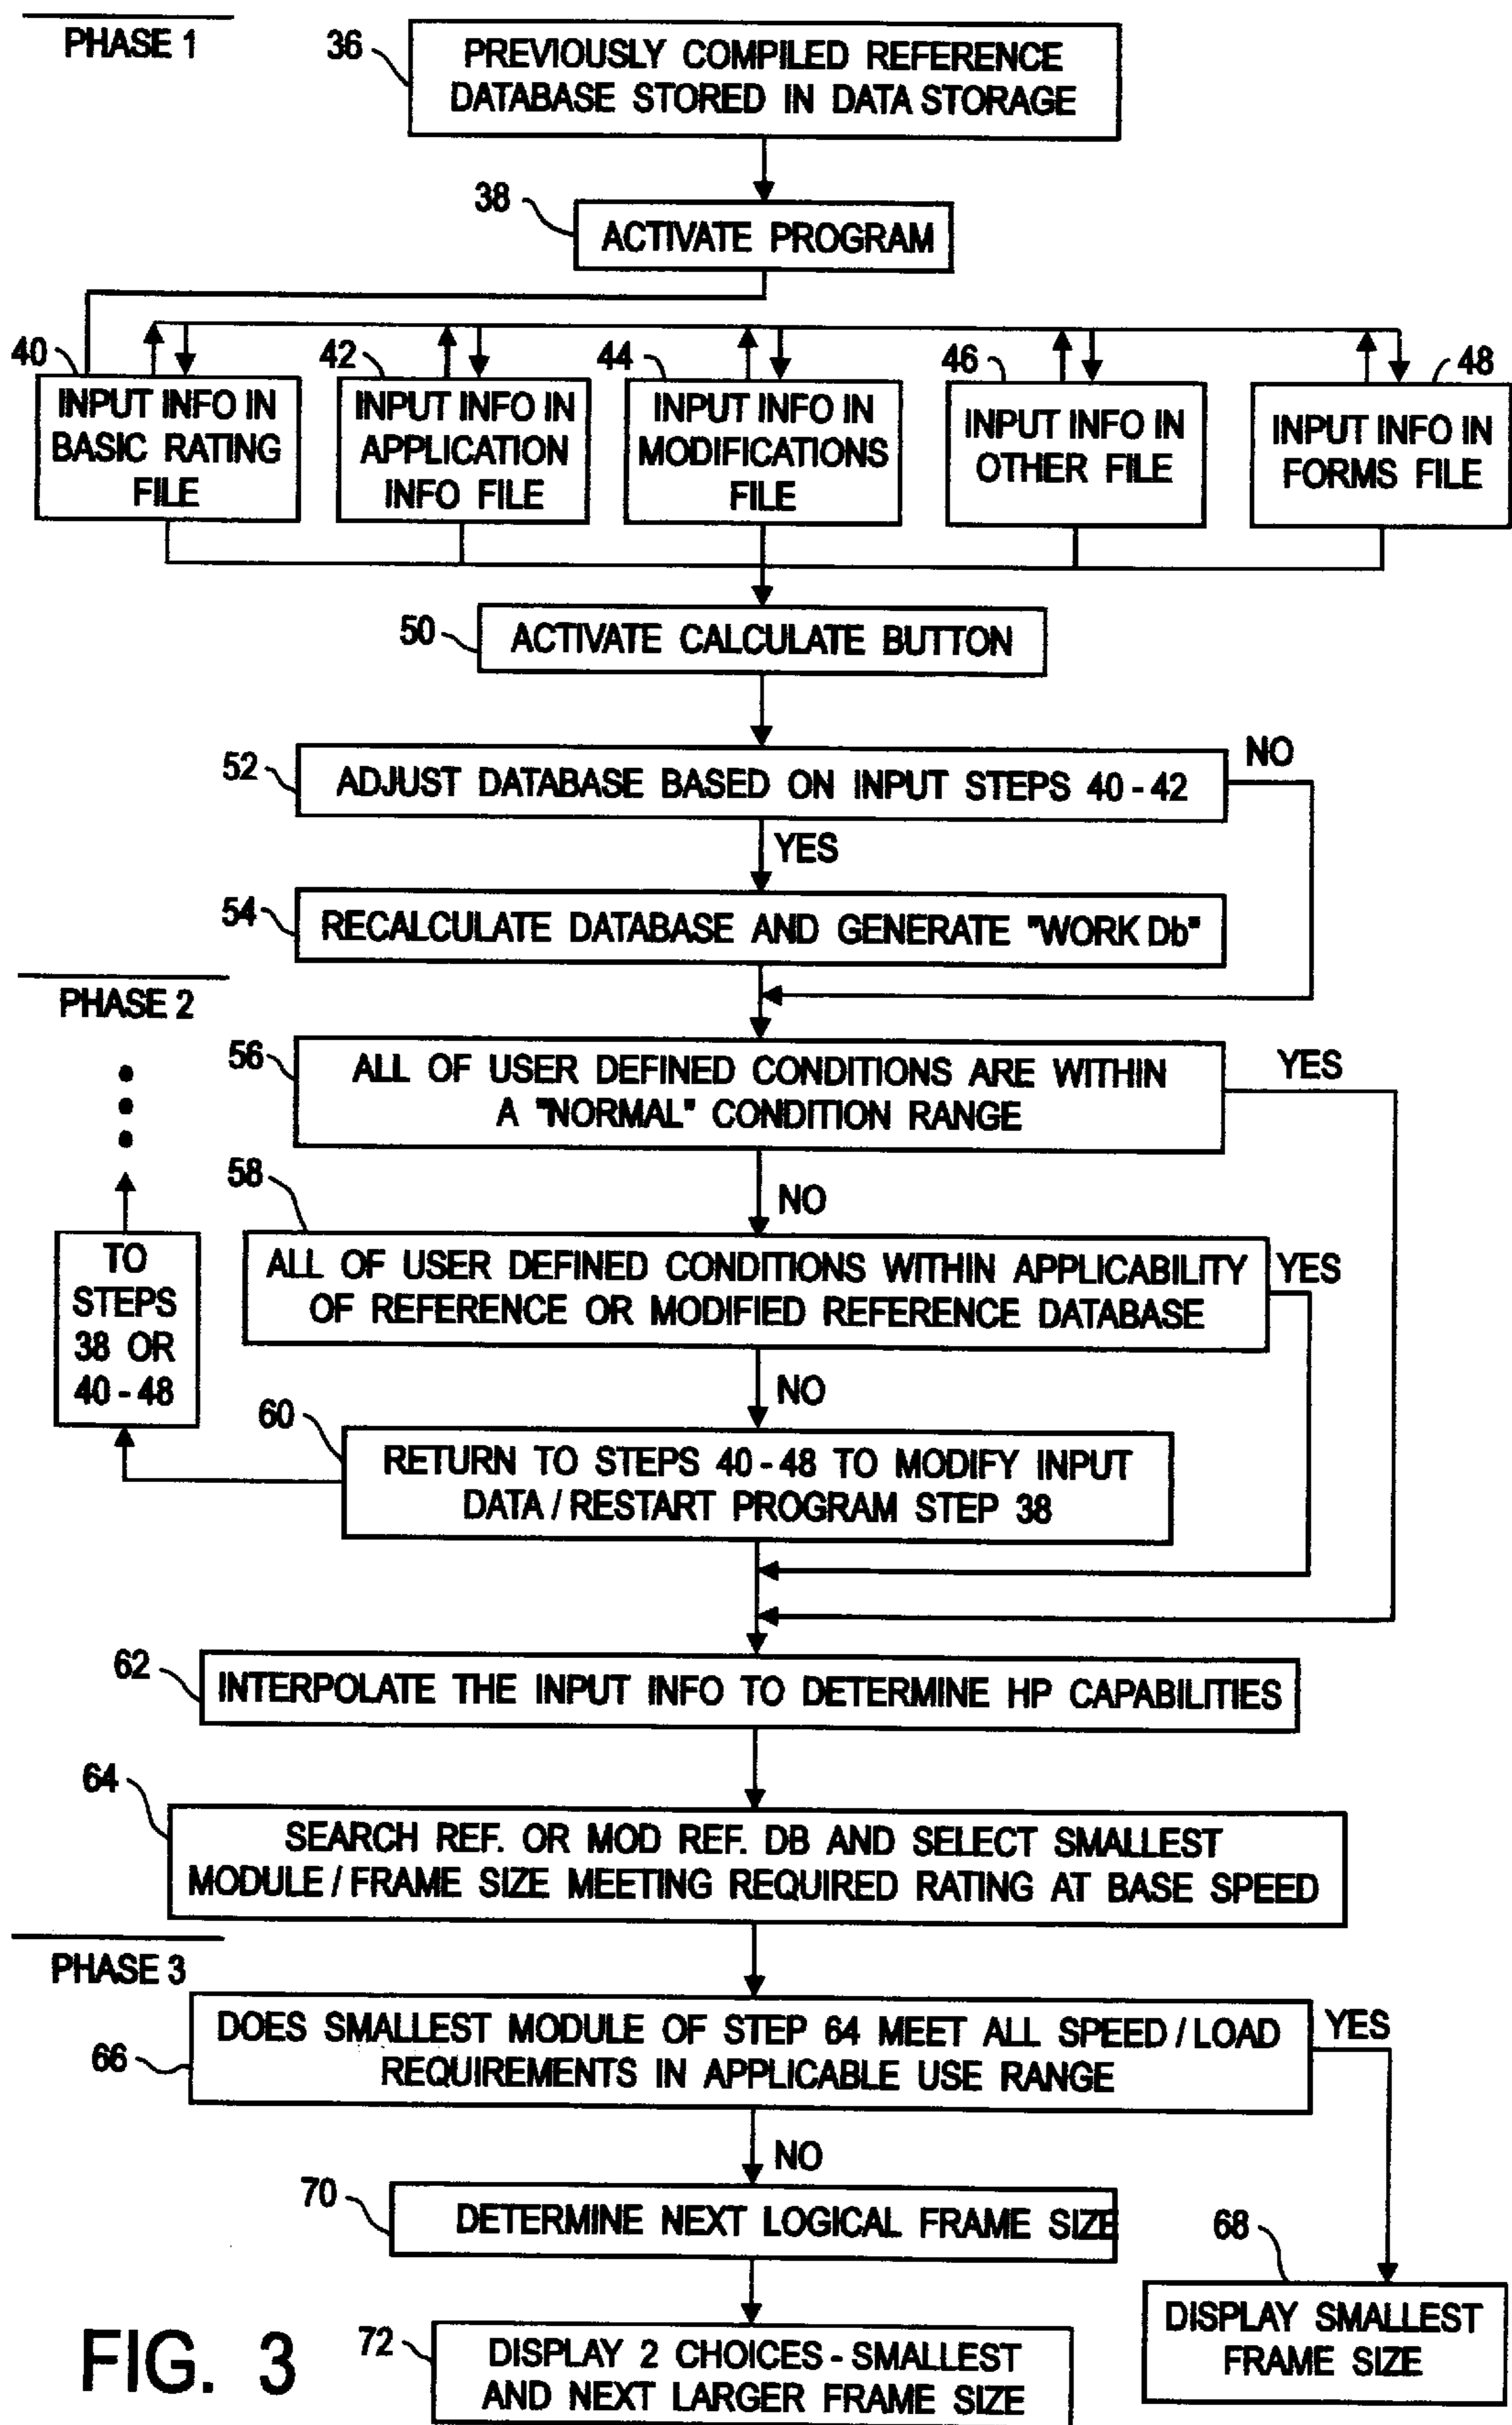 PHASE 1
36
PREVIOUSLY COMPILED REFERENCE
DATABASE STORED IN DATA STORAGE
38
ACTIVATE PROGRAM
40
INPUT INFO IN
BASIC RATING
FILE
42
INPUT INFO IN
APPLICATION
INFO FILE
44
INPUT INFO IN
MODIFICATIONS
FILE
46
INPUT INFO IN
OTHER FILE
48
INPUT INFO IN
FORMS FILE
50
ACTIVATE CALCULATE BUTTON
52
ADJUST DATABASE BASED ON INPUT STEPS 40-42
NO
YES
54
RECALCULATE DATABASE AND GENERATE "WORK Db"
PHASE 2
56
ALL OF USER DEFINED CONDITIONS ARE WITHIN
A "NORMAL" CONDITION RANGE
YES
NO
58
ALL OF USER DEFINED CONDITIONS WITHIN APPLICABILITY
OF REFERENCE OR MODIFIED REFERENCE DATABASE
YES
NO
TO
STEPS
38 OR
40-48
60
RETURN TO STEPS 40-48 TO MODIFY INPUT
DATA/RESTART PROGRAM STEP 38
62
INTERPOLATE THE INPUT INFO TO DETERMINE HP CAPABILITIES
64
SEARCH REF. OR MOD REF. DB AND SELECT SMALLEST
MODULE/FRAME SIZE MEETING REQUIRED RATING AT BASE SPEED
PHASE 3
66
DOES SMALLEST MODULE OF STEP 64 MEET ALL SPEED/LOAD
REQUIREMENTS IN APPLICABLE USE RANGE
YES
NO
70
DETERMINE NEXT LOGICAL FRAME SIZE
68
DISPLAY SMALLEST
FRAME SIZE
72
DISPLAY 2 CHOICES-SMALLEST
AND NEXT LARGER FRAME SIZE
FIG. 3